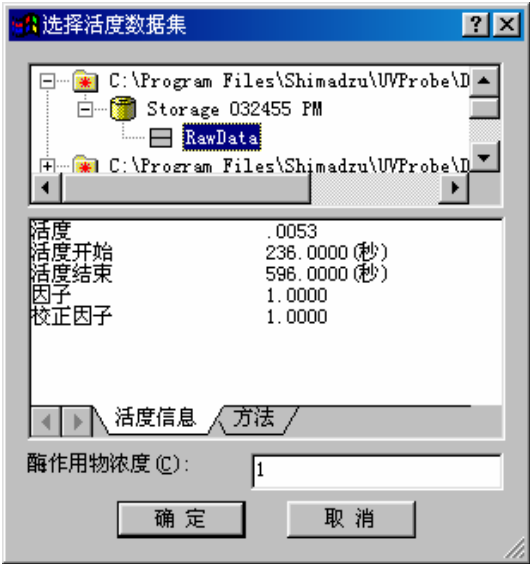 选择活度数据集
C:\Program Files\Shimadzu\UVProbe\D
Storage 032455 PM
RawData
C:\Program Files\Shimadzu\UVProbe\D
活度 .0053
活度开始 236.0000(秒)
活度结束 596.0000(秒)
因子 1.0000
校正因子 1.0000
活度信息 方法
酶作用物浓度(C): 1
确 定 取 消